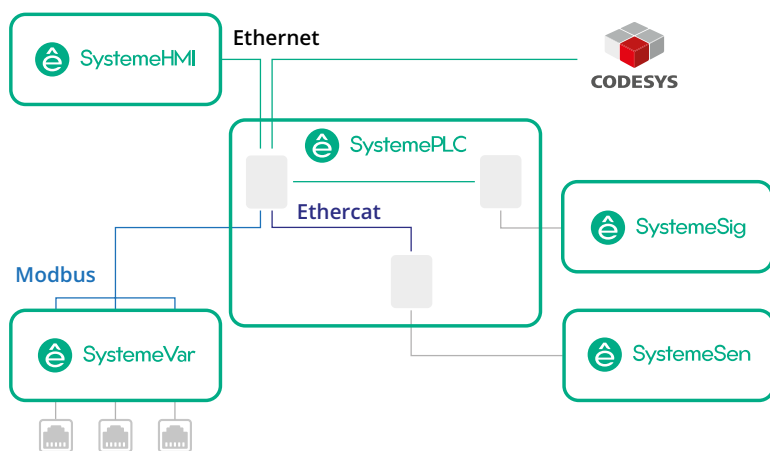 Ethernet
ê SystemeHMI
CODESYS
ê SystemePLC
Ethercat
ê SystemeSig
Modbus
ê SystemeVar
ê SystemeSen